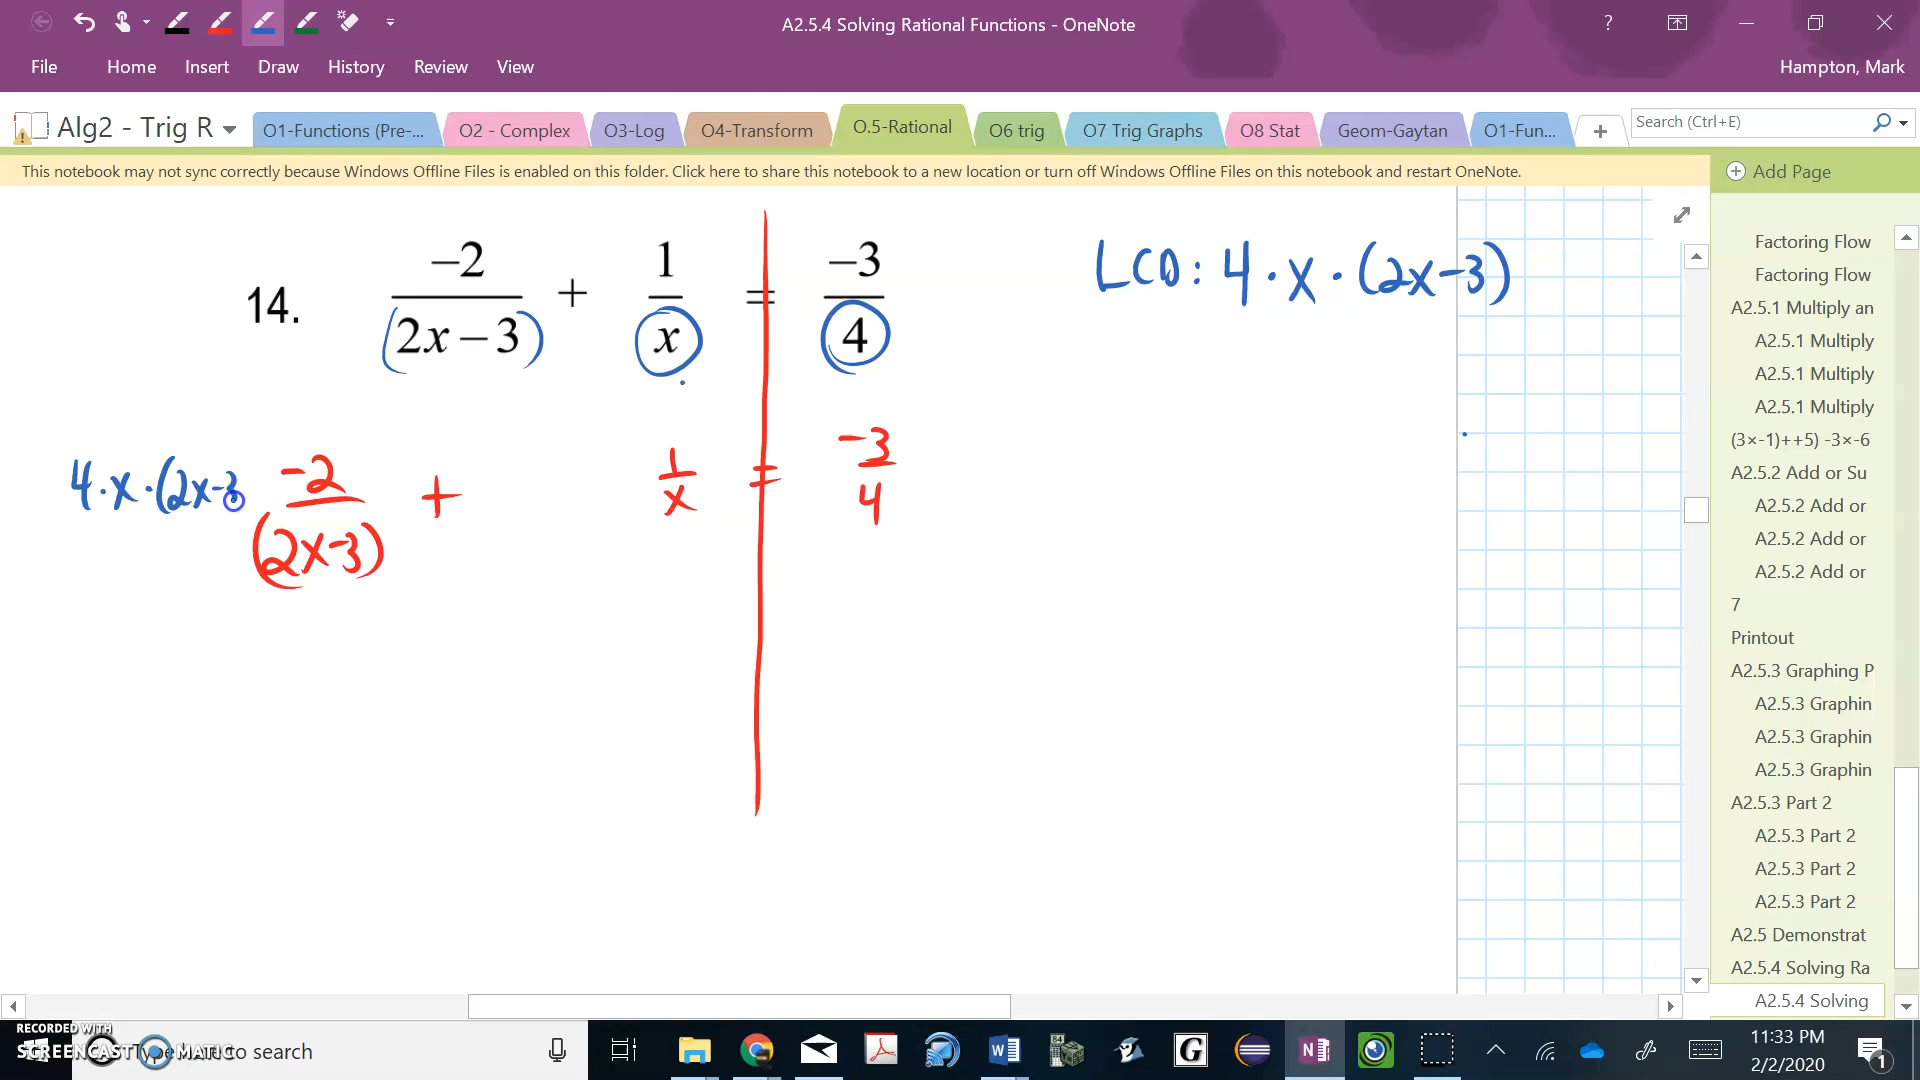 A2.5.4 Solving Rational Functions - OneNote
?
File Home Insert Draw History Review View
Hampton, Mark
Alg2 - Trig R
O1-Functions (Pre-...
O2 - Complex
O3-Log
O4-Transform
O.5-Rational
O6 trig
O7 Trig Graphs
O8 Stat
Geom-Gaytan
O1-Fun...
+
Search (Ctrl+E)
This notebook may not sync correctly because Windows Offline Files is enabled on this folder. Click here to share this notebook to a new location or turn off Windows Offline Files on this notebook and restart OneNote.
14. −2/(2x−3) + 1/x = −3/4
LCD: 4 · x · (2x−3)
4·x·(2x−3 −2/(2x−3) + 1/x = −3/4
Add Page
Factoring Flow
Factoring Flow
A2.5.1 Multiply an
A2.5.1 Multiply
A2.5.1 Multiply
A2.5.1 Multiply
(3×-1)++5) -3×-6
A2.5.2 Add or Su
A2.5.2 Add or
A2.5.2 Add or
A2.5.2 Add or
7
Printout
A2.5.3 Graphing P
A2.5.3 Graphin
A2.5.3 Graphin
A2.5.3 Graphin
A2.5.3 Part 2
A2.5.3 Part 2
A2.5.3 Part 2
A2.5.3 Part 2
A2.5 Demonstrat
A2.5.4 Solving Ra
A2.5.4 Solving
RECORDED WITH
SCREENCAST MATIC
to search
11:33 PM
2/2/2020
1